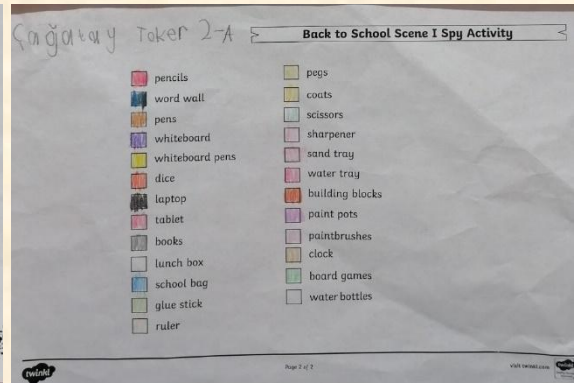 Çağatay Toker 2-A
Back to School Scene I Spy Activity
pencils
word wall
pens
whiteboard
whiteboard pens
dice
laptop
tablet
books
lunch box
school bag
glue stick
ruler
pegs
coats
scissors
sharpener
sand tray
water tray
building blocks
paint pots
paintbrushes
clock
board games
water bottles
twinkl
Page 2 of 2
visit twinkl.com